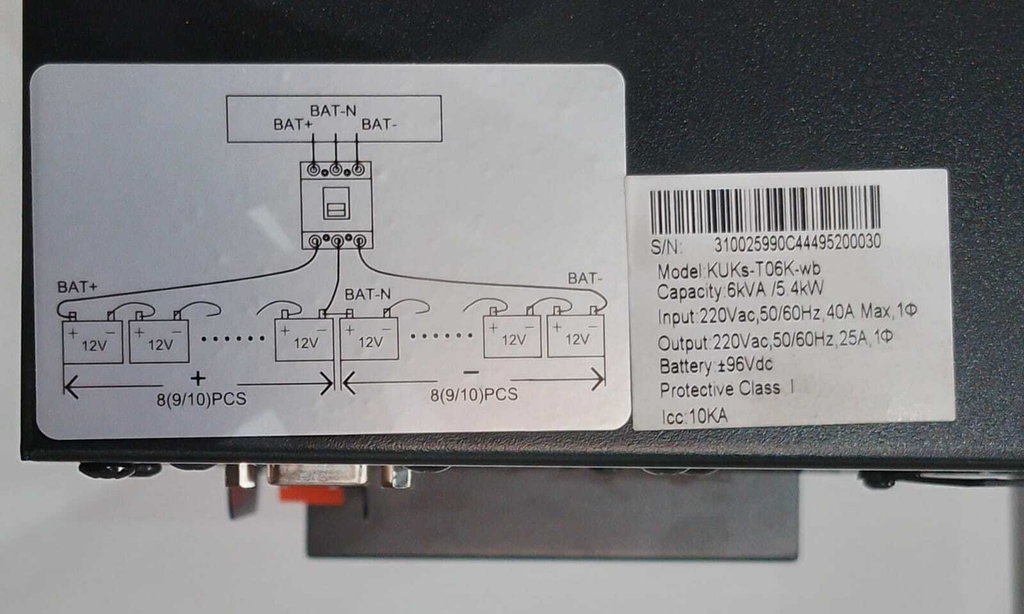 BAT-N
BAT+ BAT-
BAT+ BAT-
BAT-N
+ - + - + - + - + - + -
12V 12V 12V 12V 12V 12V
+ -
8(9/10)PCS 8(9/10)PCS
S/N: 310025990C44495200030
Model:KUKs-T06K-wb
Capacity:6kVA /5.4kW
Input:220Vac,50/60Hz,40A Max,1Φ
Output:220Vac,50/60Hz,25A,1Φ
Battery:±96Vdc
Protective Class I
Icc:10KA